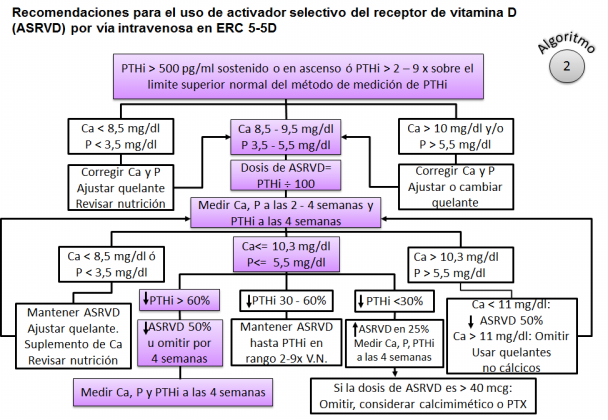 Recomendaciones para el uso de activador selectivo del receptor de vitamina D
(ASRVD) por via intravenosa en ERC 5-5D
Algoritmo
2
PTHi > 500 pg/ml sostenido o en ascenso ó PTHi > 2 – 9 x sobre el
limite superior normal del método de medición de PTHi
Ca < 8,5 mg/dl
P < 3,5 mg/dl
Ca 8,5 - 9,5 mg/dl
P 3,5 - 5,5 mg/dl
Ca > 10 mg/dl y/o
P > 5,5 mg/dl
Corregir Ca y P
Ajustar quelante
Revisar nutrición
Dosis de ASRVD=
PTHi ÷ 100
Corregir Ca y P
Ajustar o cambiar
quelante
Medir Ca, P a las 2 - 4 semanas y
PTHi a las 4 semanas
Ca < 8,5 mg/dl ó
P < 3,5 mg/dl
Ca<= 10,3 mg/dl
P<= 5,5 mg/dl
Ca > 10,3 mg/dl
P > 5,5 mg/dl
Mantener ASRVD
Ajustar quelante.
Suplemento de Ca
Revisar nutrición
↓PTHi > 60%
↓PTHi 30 - 60%
↓PTHi <30%
Ca < 11 mg/dl:
↓ ASRVD 50%
Ca > 11 mg/dl: Omitir
Usar quelantes
no cálcicos
↓ASRVD 50%
u omitir por
4 semanas
Mantener ASRVD
hasta PTHi en
rango 2-9x V.N.
↑ASRVD en 25%
Medir Ca, P, PTHi
a las 4 semanas
Medir Ca, P y PTHi a las 4 semanas
Si la dosis de ASRVD es > 40 mcg:
Omitir, considerar calcimimético o PTX